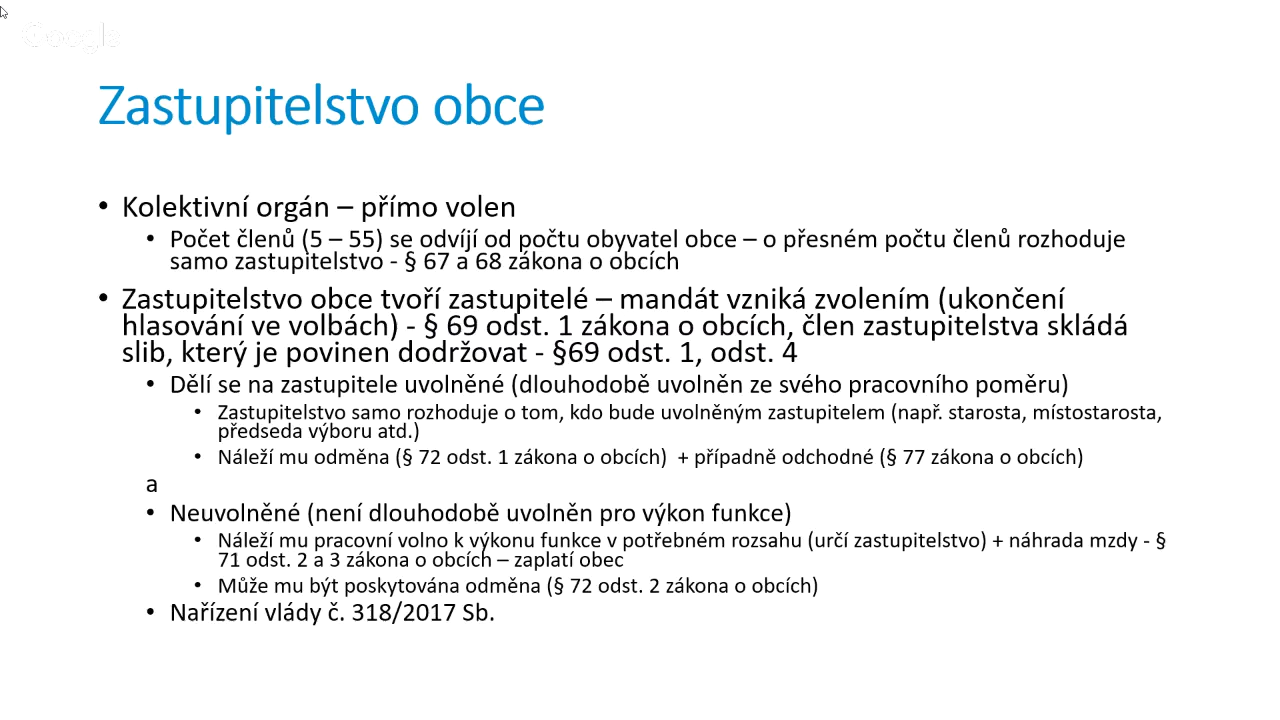 Google
Zastupitelstvo obce
• Kolektivní orgán – přímo volen
• Počet členů (5 – 55) se odvíjí od počtu obyvatel obce – o přesném počtu členů rozhoduje
samo zastupitelstvo - § 67 a 68 zákona o obcích
• Zastupitelstvo obce tvoří zastupitelé – mandát vzniká zvolením (ukončení
hlasování ve volbách) - § 69 odst. 1 zákona o obcích, člen zastupitelstva skládá
slib, který je povinen dodržovat - §69 odst. 1, odst. 4
• Dělí se na zastupitele uvolněné (dlouhodobě uvolněn ze svého pracovního poměru)
• Zastupitelstvo samo rozhoduje o tom, kdo bude uvolněným zastupitelem (např. starosta, místostarosta,
předseda výboru atd.)
• Náleží mu odměna (§ 72 odst. 1 zákona o obcích) + případně odchodné (§ 77 zákona o obcích)
a
• Neuvolněné (není dlouhodobě uvolněn pro výkon funkce)
• Náleží mu pracovní volno k výkonu funkce v potřebném rozsahu (určí zastupitelstvo) + náhrada mzdy - §
71 odst. 2 a 3 zákona o obcích – zaplatí obec
• Může mu být poskytována odměna (§ 72 odst. 2 zákona o obcích)
• Nařízení vlády č. 318/2017 Sb.